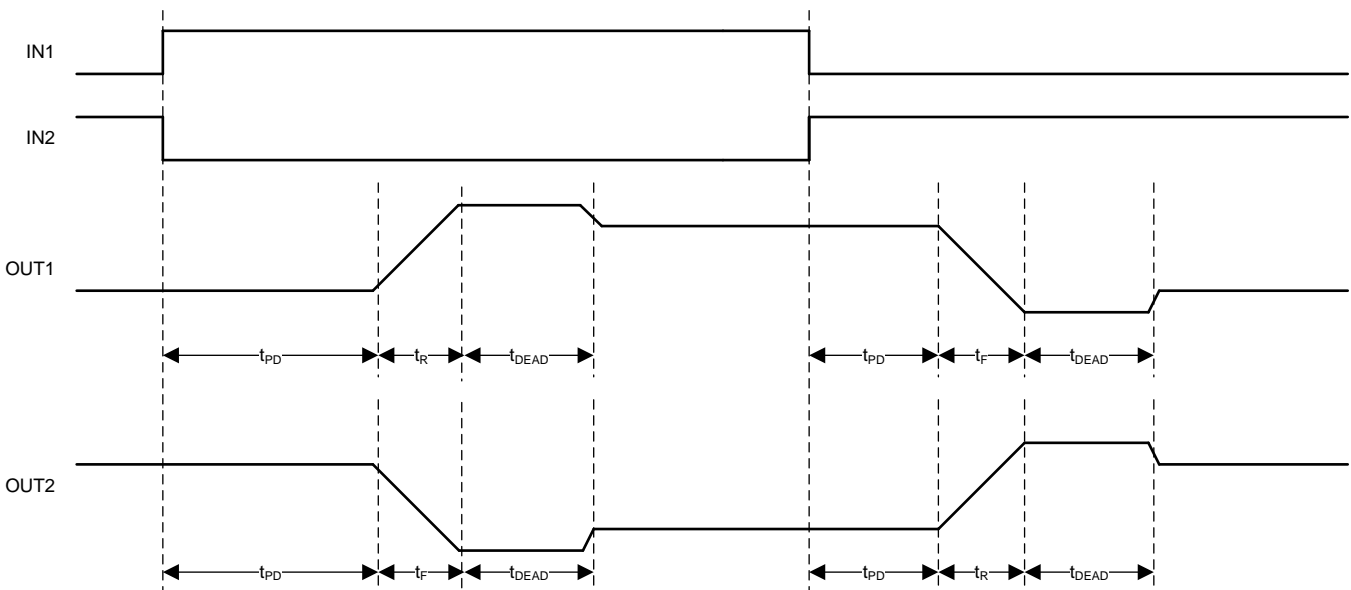 IN1
IN2
OUT1
tPD tR tDEAD tPD tF tDEAD
OUT2
tPD tF tDEAD tPD tR tDEAD